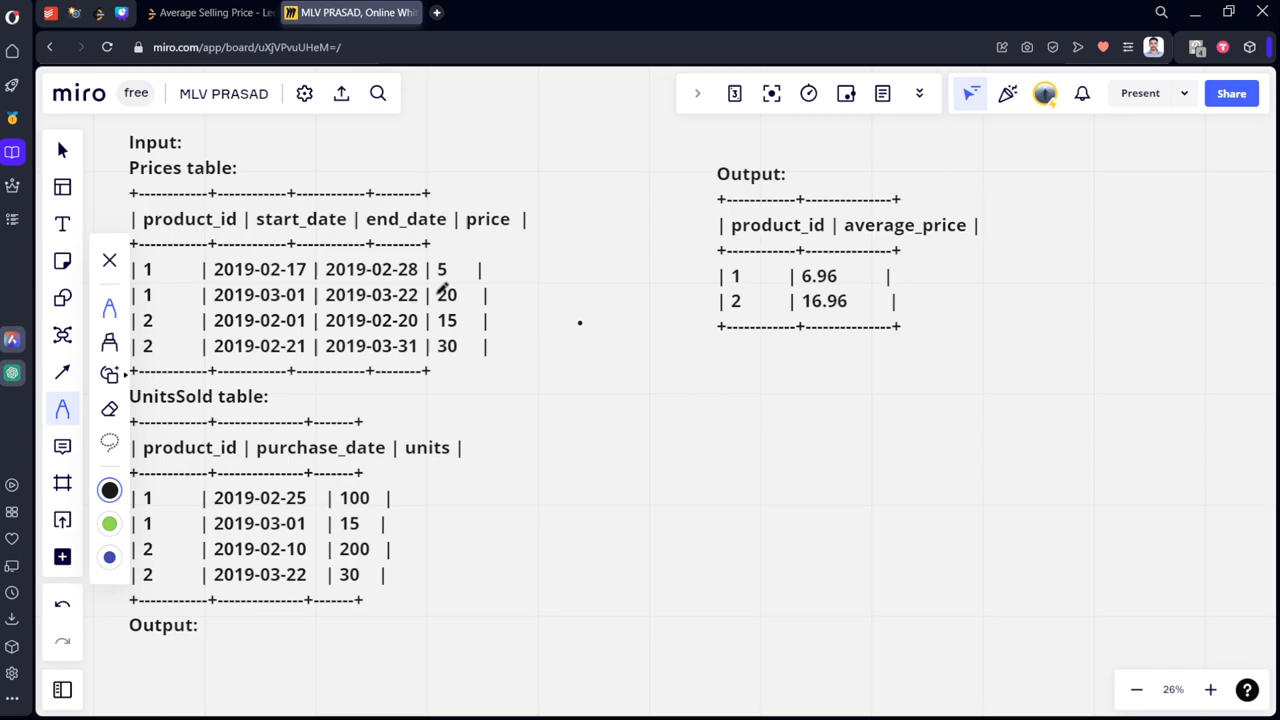 Average Selling Price - Lee
MLV PRASAD, Online Whi
miro.com/app/board/uXjVPvuUHeM=/
miro
free
MLV PRASAD
3
Present
Share
Input:
Prices table:
+------------+------------+------------+--------+
| product_id | start_date | end_date | price |
+------------+------------+------------+--------+
| 1 | 2019-02-17 | 2019-02-28 | 5 |
| 1 | 2019-03-01 | 2019-03-22 | 20 |
| 2 | 2019-02-01 | 2019-02-20 | 15 |
| 2 | 2019-02-21 | 2019-03-31 | 30 |
+------------+------------+------------+--------+
UnitsSold table:
+------------+---------------+-------+
| product_id | purchase_date | units |
+------------+---------------+-------+
| 1 | 2019-02-25 | 100 |
| 1 | 2019-03-01 | 15 |
| 2 | 2019-02-10 | 200 |
| 2 | 2019-03-22 | 30 |
+------------+---------------+-------+
Output:
Output:
+------------+---------------+
| product_id | average_price |
+------------+---------------+
| 1 | 6.96 |
| 2 | 16.96 |
+------------+---------------+
26%